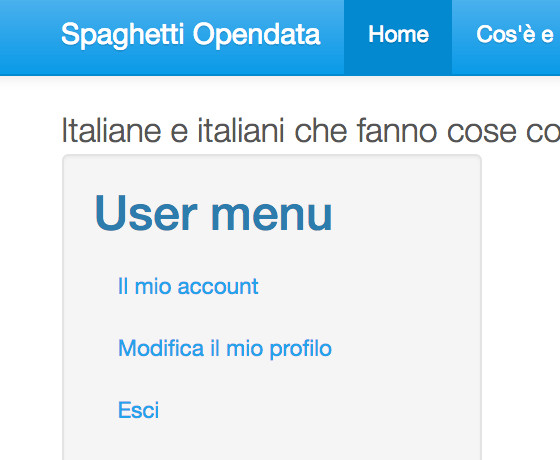 Spaghetti Opendata Home Cos'è e
Italiane e italiani che fanno cose co
User menu
Il mio account
Modifica il mio profilo
Esci